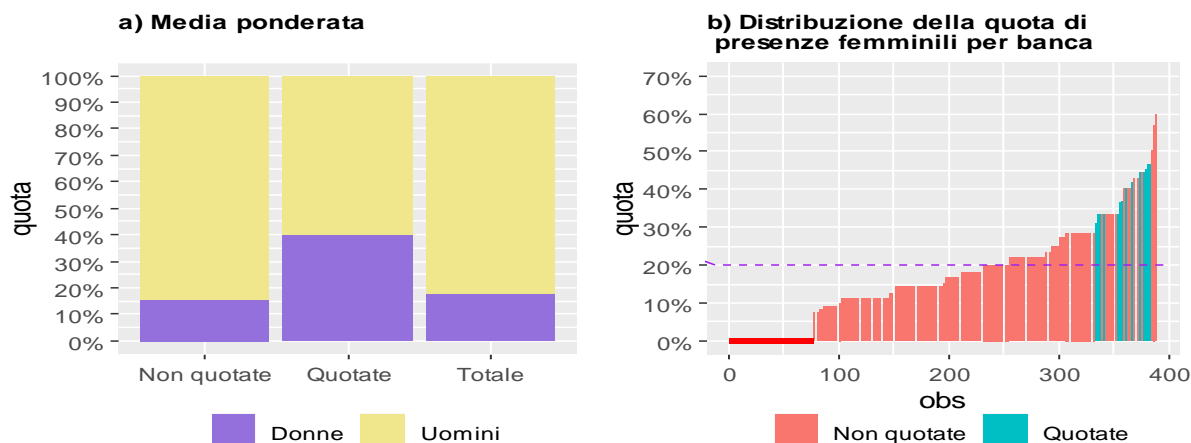 a) Media ponderata
quota
100%
90%
80%
70%
60%
50%
40%
30%
20%
10%
0%
Non quotate Quotate Totale
Donne Uomini
b) Distribuzione della quota di
presenze femminili per banca
quota
70%
60%
50%
40%
30%
20%
10%
0%
0 100 200 300 400
obs
Non quotate Quotate